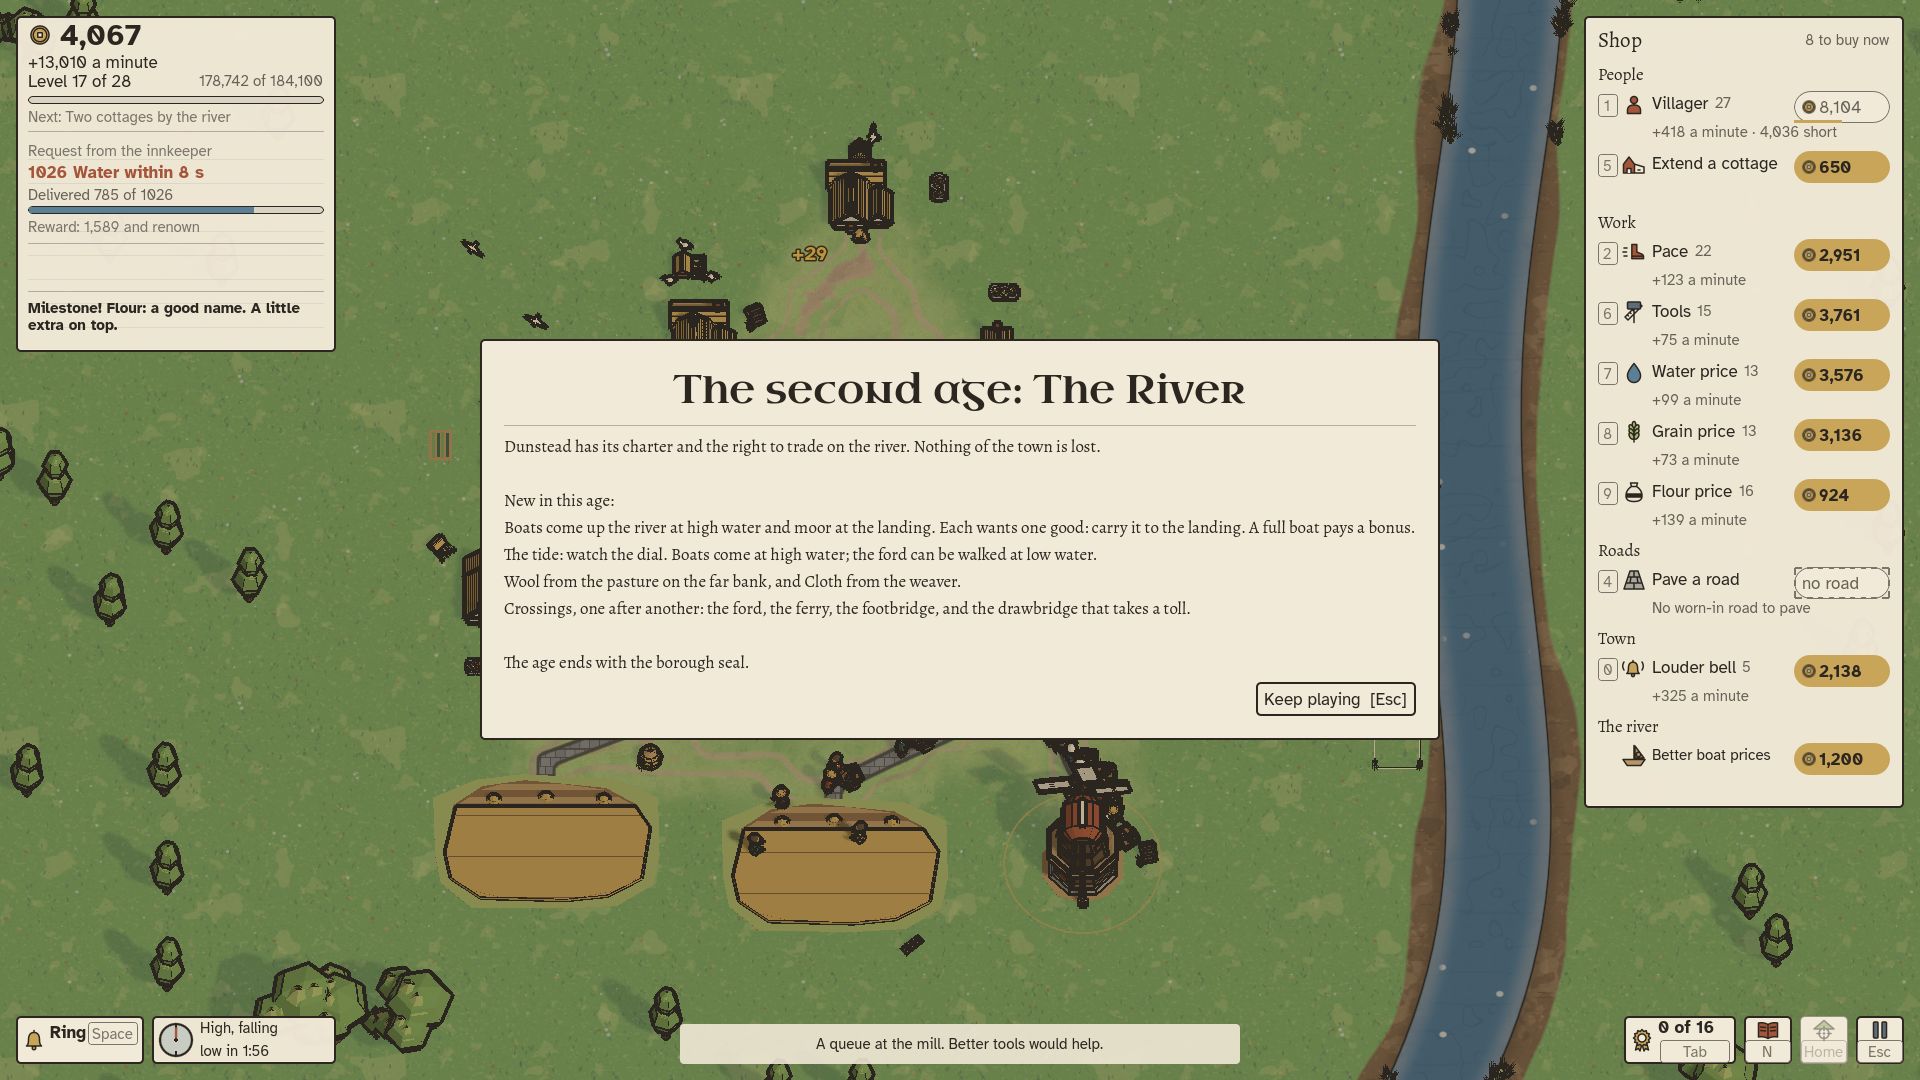 4,067
+13,010 a minute
Level 17 of 28 178,742 of 184,100
Next: Two cottages by the river
Request from the innkeeper
1026 Water within 8 s
Delivered 785 of 1026
Reward: 1,589 and renown
Milestone! Flour: a good name. A little
extra on top.
+29
The second age: The River
Dunstead has its charter and the right to trade on the river. Nothing of the town is lost.
New in this age:
Boats come up the river at high water and moor at the landing. Each wants one good: carry it to the landing. A full boat pays a bonus.
The tide: watch the dial. Boats come at high water; the ford can be walked at low water.
Wool from the pasture on the far bank, and Cloth from the weaver.
Crossings, one after another: the ford, the ferry, the footbridge, and the drawbridge that takes a toll.
The age ends with the borough seal.
Keep playing [Esc]
Shop 8 to buy now
People
1 Villager 27 8,104
+418 a minute · 4,036 short
5 Extend a cottage 650
Work
2 Pace 22 2,951
+123 a minute
6 Tools 15 3,761
+75 a minute
7 Water price 13 3,576
+99 a minute
8 Grain price 13 3,136
+73 a minute
9 Flour price 16 924
+139 a minute
Roads
4 Pave a road no road
No worn-in road to pave
Town
0 Louder bell 5 2,138
+325 a minute
The river
Better boat prices 1,200
Ring Space
High, falling
low in 1:56
A queue at the mill. Better tools would help.
0 of 16
Tab
N
Home
Esc